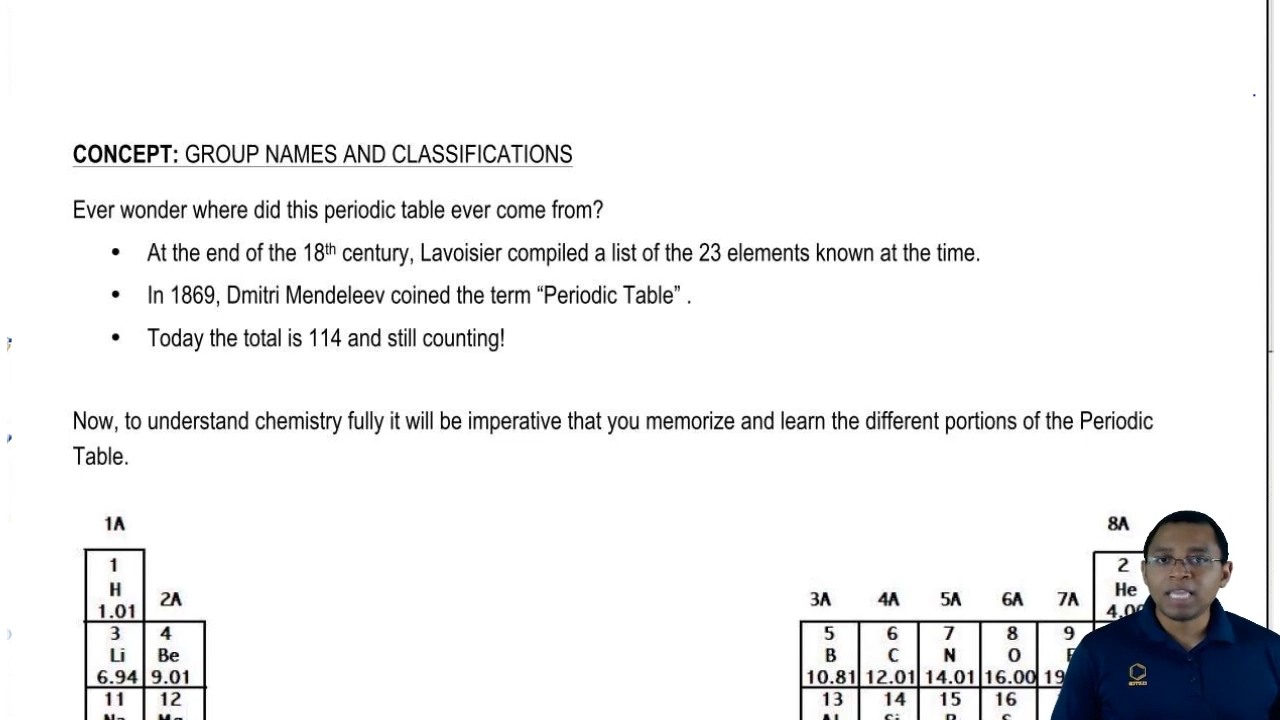 CONCEPT: GROUP NAMES AND CLASSIFICATIONS
Ever wonder where did this periodic table ever come from?
• At the end of the 18th century, Lavoisier compiled a list of the 23 elements known at the time.
• In 1869, Dmitri Mendeleev coined the term “Periodic Table” .
• Today the total is 114 and still counting!
Now, to understand chemistry fully it will be imperative that you memorize and learn the different portions of the Periodic
Table.
1A 8A
1 2
H He
1.01 2A 3A 4A 5A 6A 7A
3 4 5 6 7 8 9
Li Be B C N O
6.94 9.01 10.81 12.01 14.01 16.00
11 12 13 14 15 16